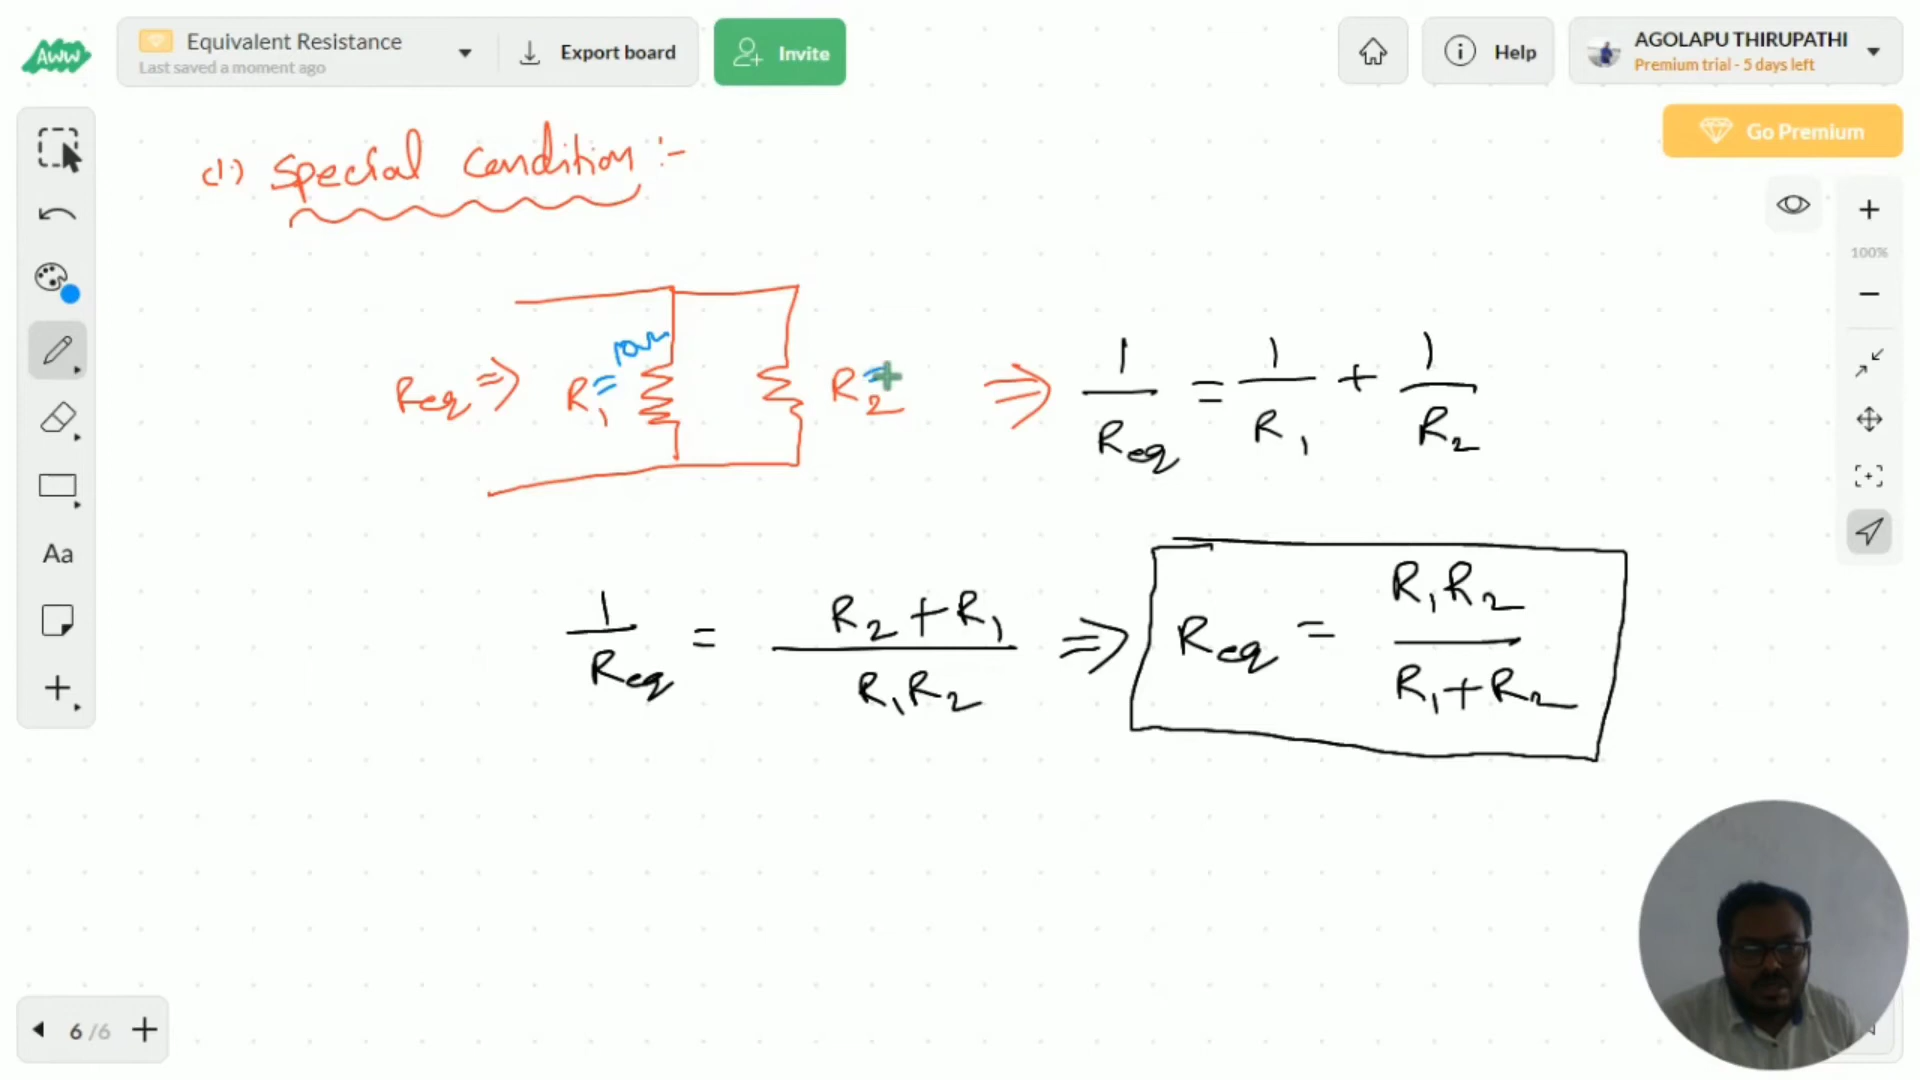 AWW
Equivalent Resistance
Last saved a moment ago
Export board
Invite
Help
AGOLAPU THIRUPATHI
Premium trial - 5 days left
Go Premium
100%
Aa
6 /6
(1) Special Condition :-
Req ⇒ R₁ = R₂ = ⇒ 1/Req = 1/R₁ + 1/R₂
1/Req = (R₂ + R₁)/(R₁R₂) ⇒ Req = R₁R₂/(R₁+R₂)